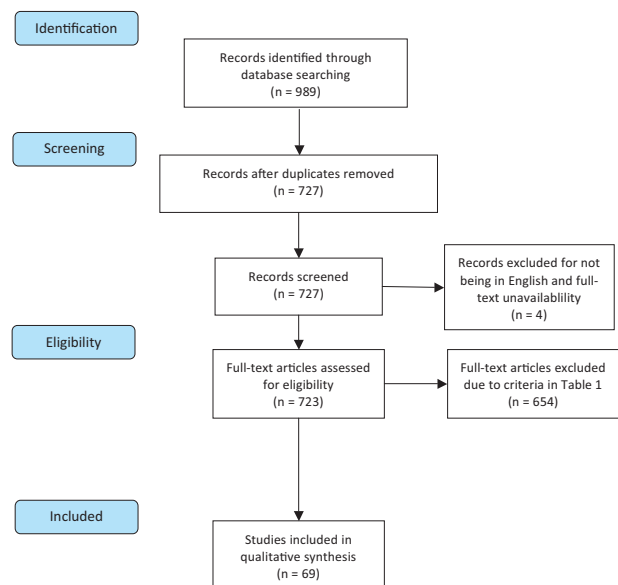 Identification
Records identified through
database searching
(n = 989)
Screening
Records after duplicates removed
(n = 727)
Records screened
(n = 727)
Records excluded for not
being in English and full-
text unavailablility
(n = 4)
Eligibility
Full-text articles assessed
for eligibility
(n = 723)
Full-text articles excluded
due to criteria in Table 1
(n = 654)
Included
Studies included in
qualitative synthesis
(n = 69)